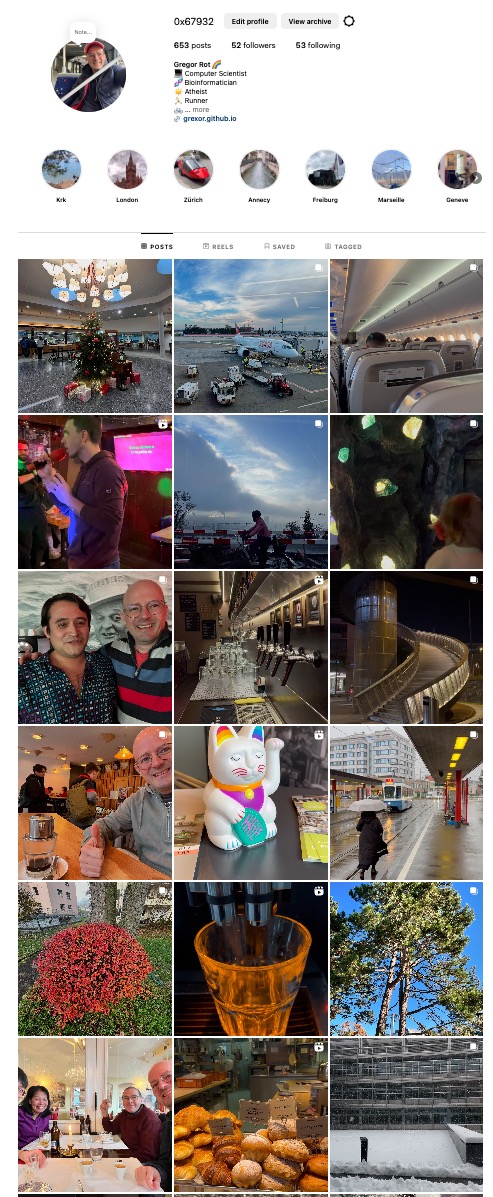 Note...
0x67932
Edit profile
View archive
653 posts
52 followers
53 following
Gregor Rot🌈
💻 Computer Scientist
🧬 Bioinformatician
☀️ Atheist
🏃 Runner
🚲 ... more
grexor.github.io
Krk
London
Zürich
Annecy
Freiburg
Marseille
Geneve
POSTS
REELS
SAVED
TAGGED